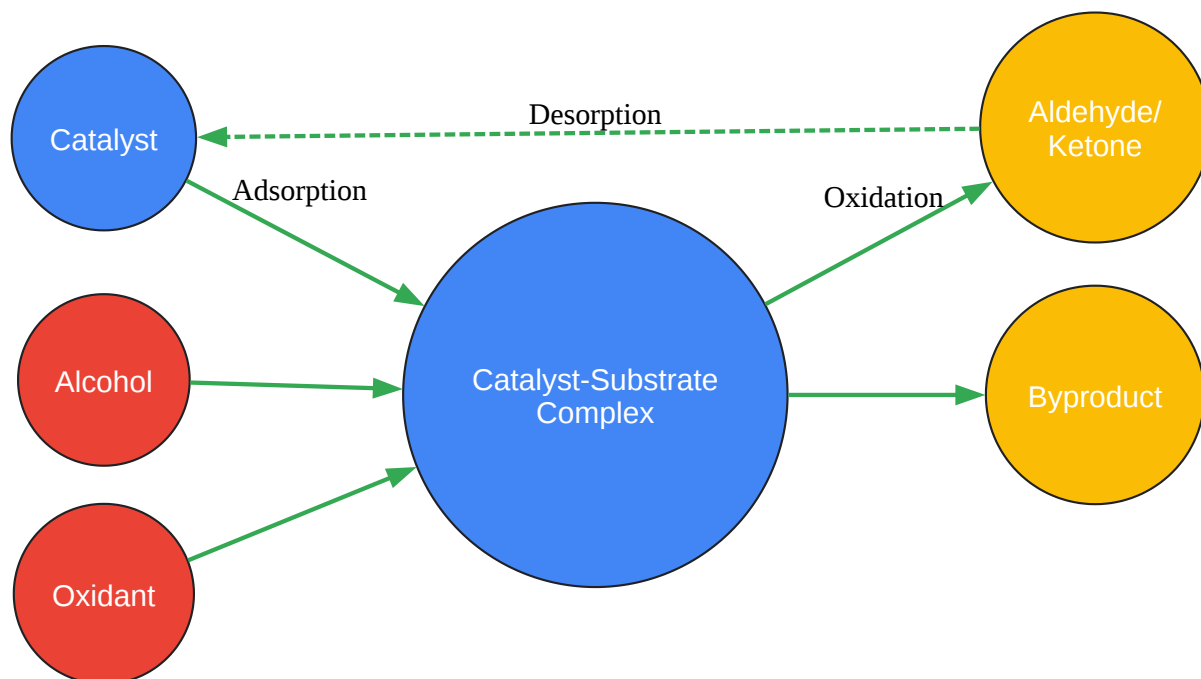 Catalyst
Desorption
Aldehyde/
Ketone
Adsorption
Oxidation
Alcohol
Catalyst-Substrate
Complex
Byproduct
Oxidant